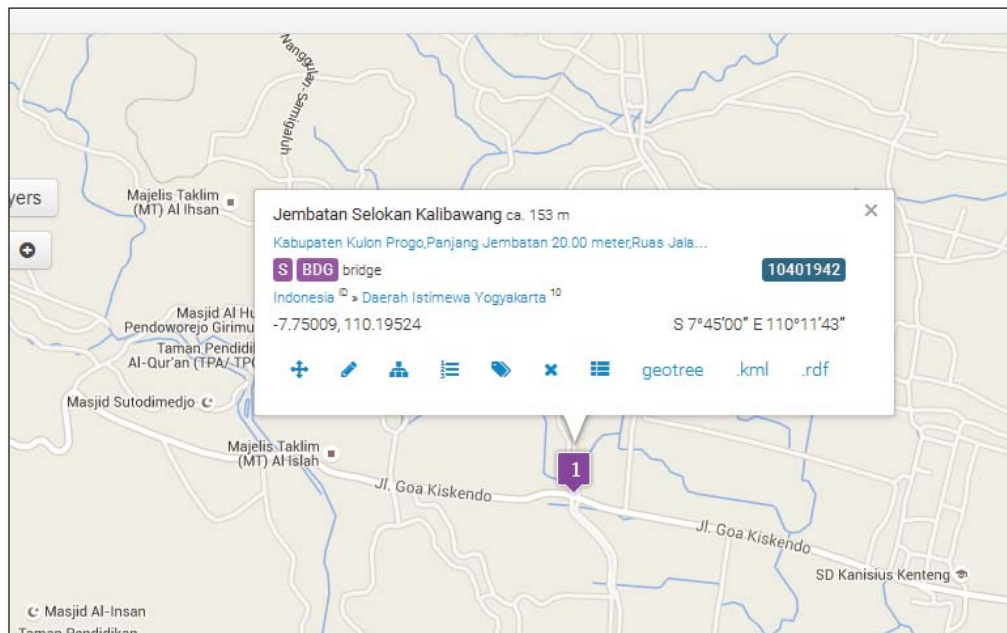 Nanggulan-Samigaluh
yers
Majelis Taklim
(MT) Al Ihsan
Jembatan Selokan Kalibawang ca. 153 m
×
Kabupaten Kulon Progo,Panjang Jembatan 20.00 meter,Ruas Jala...
S BDG bridge
10401942
Indonesia ID » Daerah Istimewa Yogyakarta 10
-7.75009, 110.19524
S 7°45'00" E 110°11'43"
geotree .kml .rdf
Masjid Al Hu
Pendoworejo Girimu
Taman Pendidi
Al-Qur'an (TPA/ TPQ
Masjid Sutodimedjo
Majelis Taklim
(MT) Al Islah
1
Jl. Goa Kiskendo
Jl. Goa Kiskendo
SD Kanisius Kenteng
Masjid Al-Insan
Taman Pendidikan